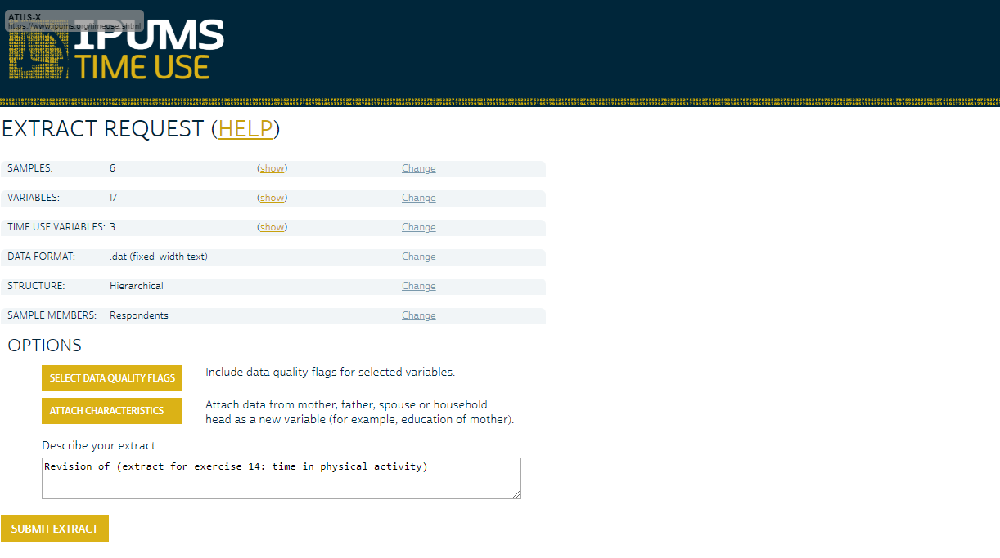 ATUS-X
https://www.ipums.org/timeuse.shtml
IPUMS
TIME USE
EXTRACT REQUEST (HELP)
SAMPLES: 6 (show) Change
VARIABLES: 17 (show) Change
TIME USE VARIABLES: 3 (show) Change
DATA FORMAT: .dat (fixed-width text) Change
STRUCTURE: Hierarchical Change
SAMPLE MEMBERS: Respondents Change
OPTIONS
SELECT DATA QUALITY FLAGS Include data quality flags for selected variables.
ATTACH CHARACTERISTICS Attach data from mother, father, spouse or household
head as a new variable (for example, education of mother).
Describe your extract
Revision of (extract for exercise 14: time in physical activity)
SUBMIT EXTRACT